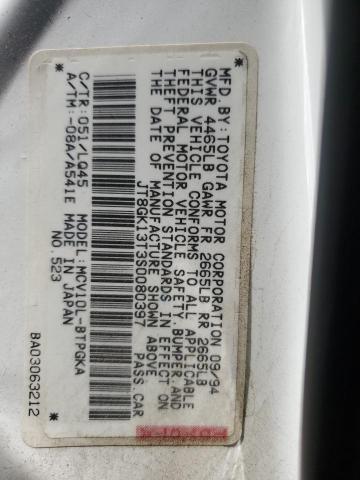 MFD.BY:TOYOTA MOTOR CORPORATION 09/94
GVWR 4465LB GAWR FR 2665LB RR 2665LB
THIS VEHICLE CONFORMS TO ALL APPLICABLE
FEDERAL MOTOR VEHICLE SAFETY,BUMPER,AND
THEFT PREVENTION STANDARDS IN EFFECT ON
THE DATE OF MANUFACTURE SHOWN ABOVE.
JT8GK13T3S0080397 PASS.CAR
C/TR:051/LQ45 MODEL:MCV10L-BTPGKA
A/TM:-08A/A541E MADE IN JAPAN
NO.523
BA03063212